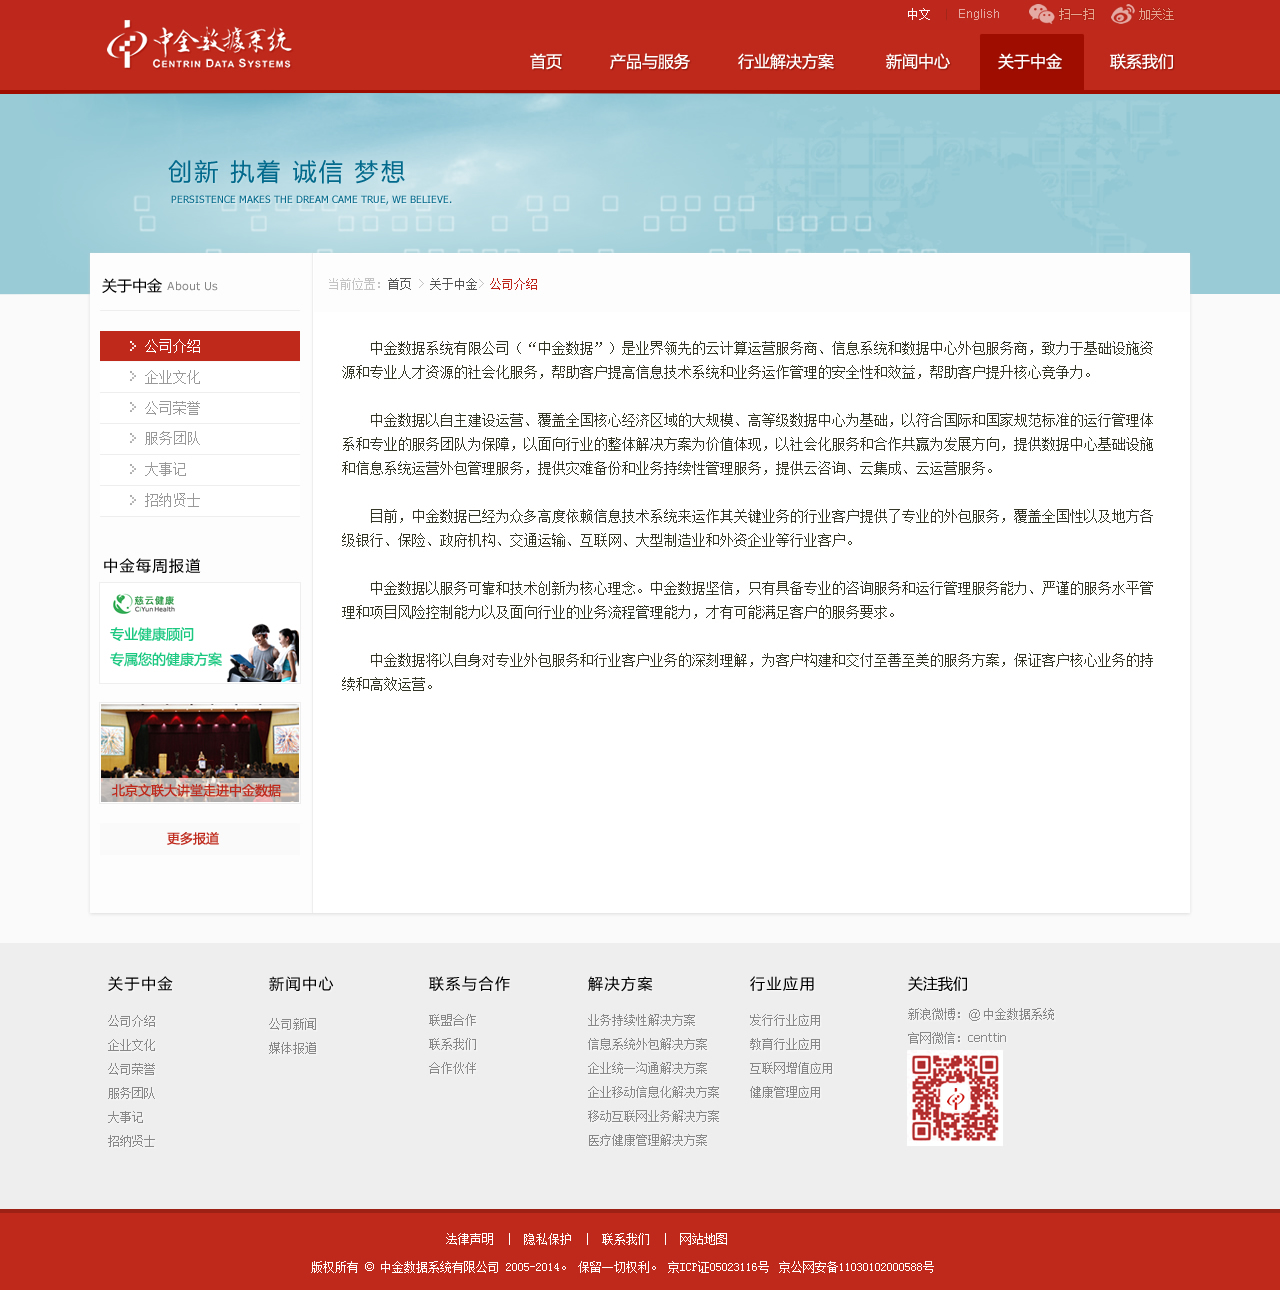 中文 | English 扫一扫 加关注
中金数据系统
CENTRIN DATA SYSTEMS
首页 产品与服务 行业解决方案 新闻中心 关于中金 联系我们
创新 执着 诚信 梦想
PERSISTENCE MAKES THE DREAM CAME TRUE, WE BELIEVE.
关于中金 About Us
公司介绍
企业文化
公司荣誉
服务团队
大事记
招纳贤士
中金每周报道
慈云健康
CiYun Health
专业健康顾问
专属您的健康方案
北京文联大讲堂走进中金数据
更多报道
当前位置：首页 > 关于中金> 公司介绍
中金数据系统有限公司（“中金数据”）是业界领先的云计算运营服务商、信息系统和数据中心外包服务商，致力于基础设施资
源和专业人才资源的社会化服务，帮助客户提高信息技术系统和业务运作管理的安全性和效益，帮助客户提升核心竞争力。
中金数据以自主建设运营、覆盖全国核心经济区域的大规模、高等级数据中心为基础，以符合国际和国家规范标准的运行管理体
系和专业的服务团队为保障，以面向行业的整体解决方案为价值体现，以社会化服务和合作共赢为发展方向，提供数据中心基础设施
和信息系统运营外包管理服务，提供灾难备份和业务持续性管理服务，提供云咨询、云集成、云运营服务。
目前，中金数据已经为众多高度依赖信息技术系统来运作其关键业务的行业客户提供了专业的外包服务，覆盖全国性以及地方各
级银行、保险、政府机构、交通运输、互联网、大型制造业和外资企业等行业客户。
中金数据以服务可靠和技术创新为核心理念。中金数据坚信，只有具备专业的咨询服务和运行管理服务能力、严谨的服务水平管
理和项目风险控制能力以及面向行业的业务流程管理能力，才有可能满足客户的服务要求。
中金数据将以自身对专业外包服务和行业客户业务的深刻理解，为客户构建和交付至善至美的服务方案，保证客户核心业务的持
续和高效运营。
关于中金
公司介绍
企业文化
公司荣誉
服务团队
大事记
招纳贤士
新闻中心
公司新闻
媒体报道
联系与合作
联盟合作
联系我们
合作伙伴
解决方案
业务持续性解决方案
信息系统外包解决方案
企业统一沟通解决方案
企业移动信息化解决方案
移动互联网业务解决方案
医疗健康管理解决方案
行业应用
发行行业应用
教育行业应用
互联网增值应用
健康管理应用
关注我们
新浪微博：@中金数据系统
官网微信：centtin
法律声明 | 隐私保护 | 联系我们 | 网站地图
版权所有 © 中金数据系统有限公司 2005-2014。 保留一切权利。 京ICP证05023116号 京公网安备11030102000588号